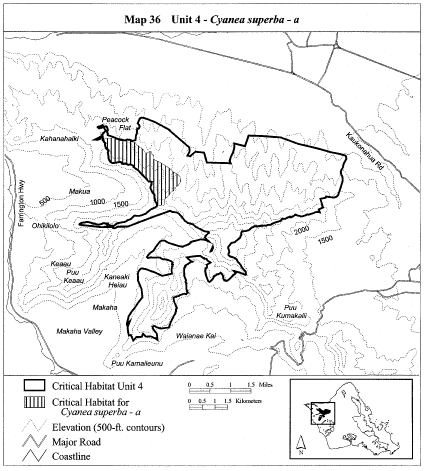 Map 36 Unit 4 - Cyanea superba - a
Peacock
Flat
Kahanahaiki
Kaukonahua Rd
Makua
500
1000
1500
Farrington Hwy
Ohikilolo
2000
1500
Keaau
Puu
Keaau
Kaneaki
Heiau
Makaha
Puu
Kumakalii
Makaha Valley
Waianae Kai
Puu Kamaileunu
Critical Habitat Unit 4
Critical Habitat for
Cyanea superba - a
Elevation (500-ft. contours)
Major Road
Coastline
0 0.5 1 1.5 Miles
0 0.5 1 1.5 Kilometers
N